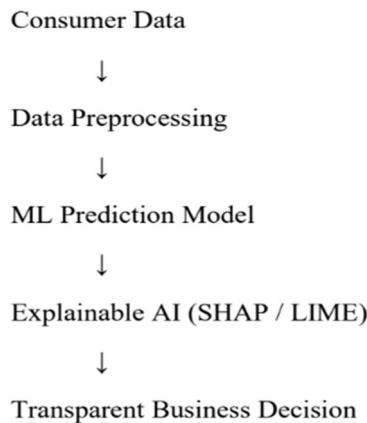 Consumer Data
↓
Data Preprocessing
↓
ML Prediction Model
↓
Explainable AI (SHAP / LIME)
↓
Transparent Business Decision